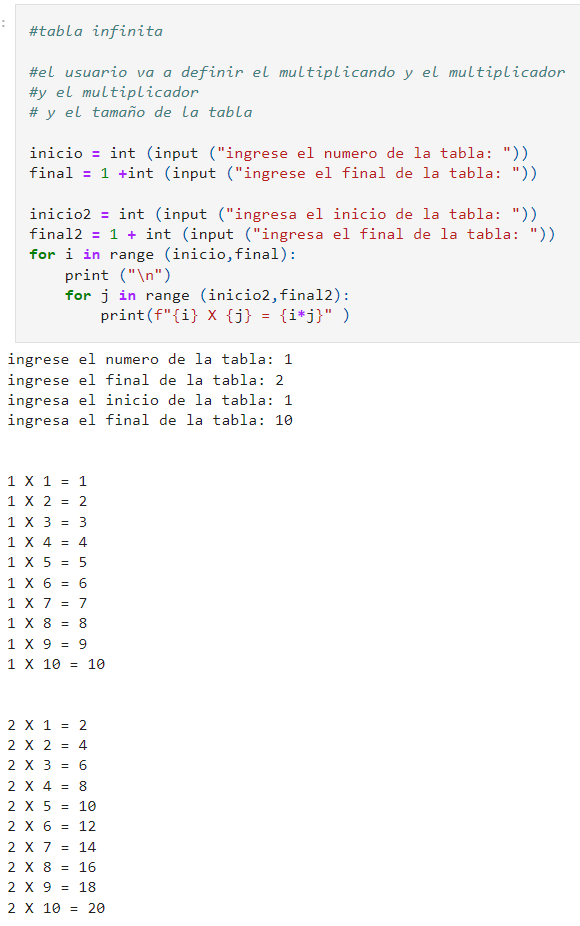 :
#tabla infinita
#el usuario va a definir el multiplicando y el multiplicador
#y el multiplicador
# y el tamaño de la tabla
inicio = int (input ("ingrese el numero de la tabla: "))
final = 1 +int (input ("ingrese el final de la tabla: "))
inicio2 = int (input ("ingresa el inicio de la tabla: "))
final2 = 1 + int (input ("ingresa el final de la tabla: "))
for i in range (inicio,final):
    print ("\n")
    for j in range (inicio2,final2):
        print(f"{i} X {j} = {i*j}" )
ingrese el numero de la tabla: 1
ingrese el final de la tabla: 2
ingresa el inicio de la tabla: 1
ingresa el final de la tabla: 10
1 X 1 = 1
1 X 2 = 2
1 X 3 = 3
1 X 4 = 4
1 X 5 = 5
1 X 6 = 6
1 X 7 = 7
1 X 8 = 8
1 X 9 = 9
1 X 10 = 10
2 X 1 = 2
2 X 2 = 4
2 X 3 = 6
2 X 4 = 8
2 X 5 = 10
2 X 6 = 12
2 X 7 = 14
2 X 8 = 16
2 X 9 = 18
2 X 10 = 20